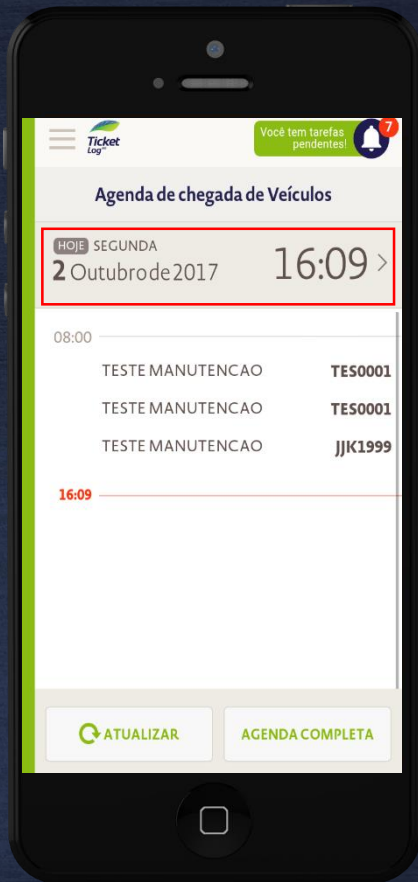 Ticket
Log
Você tem tarefas
pendentes!
7
Agenda de chegada de Veículos
HOJE SEGUNDA
2 Outubro de 2017
16:09 >
08:00
TESTE MANUTENCAO TES0001
TESTE MANUTENCAO TES0001
TESTE MANUTENCAO JJK1999
16:09
ATUALIZAR
AGENDA COMPLETA